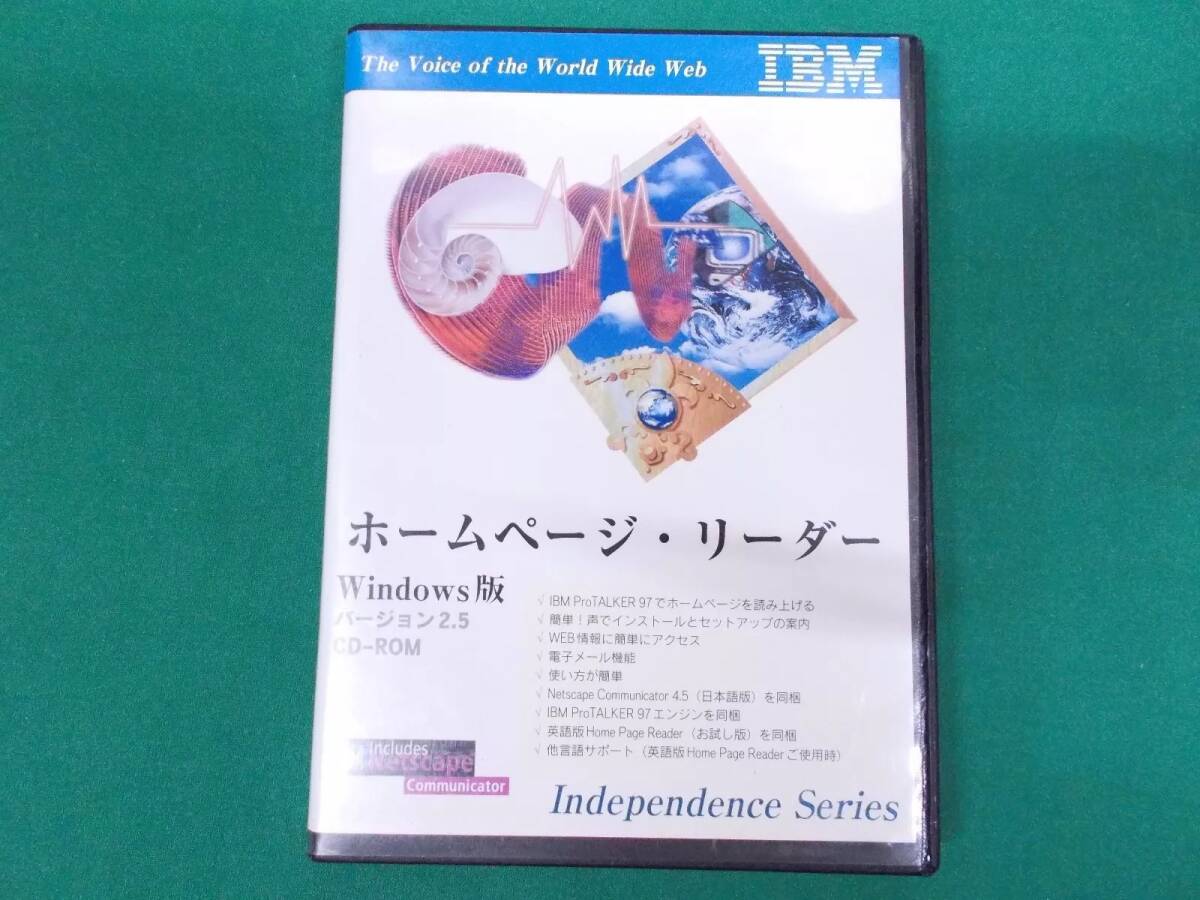 The Voice of the World Wide Web
IBM
ホームページ・リーダー
Windows版
バージョン2.5
CD-ROM
√ IBM ProTALKER 97でホームページを読み上げる
√ 簡単！声でインストールとセットアップの案内
√ WEB情報に簡単にアクセス
√ 電子メール機能
√ 使い方が簡単
√ Netscape Communicator 4.5（日本語版）を同梱
√ IBM ProTALKER 97エンジンを同梱
√ 英語版Home Page Reader（お試し版）を同梱
√ 他言語サポート（英語版Home Page Readerご使用時）
Includes
Netscape
Communicator
Independence Series